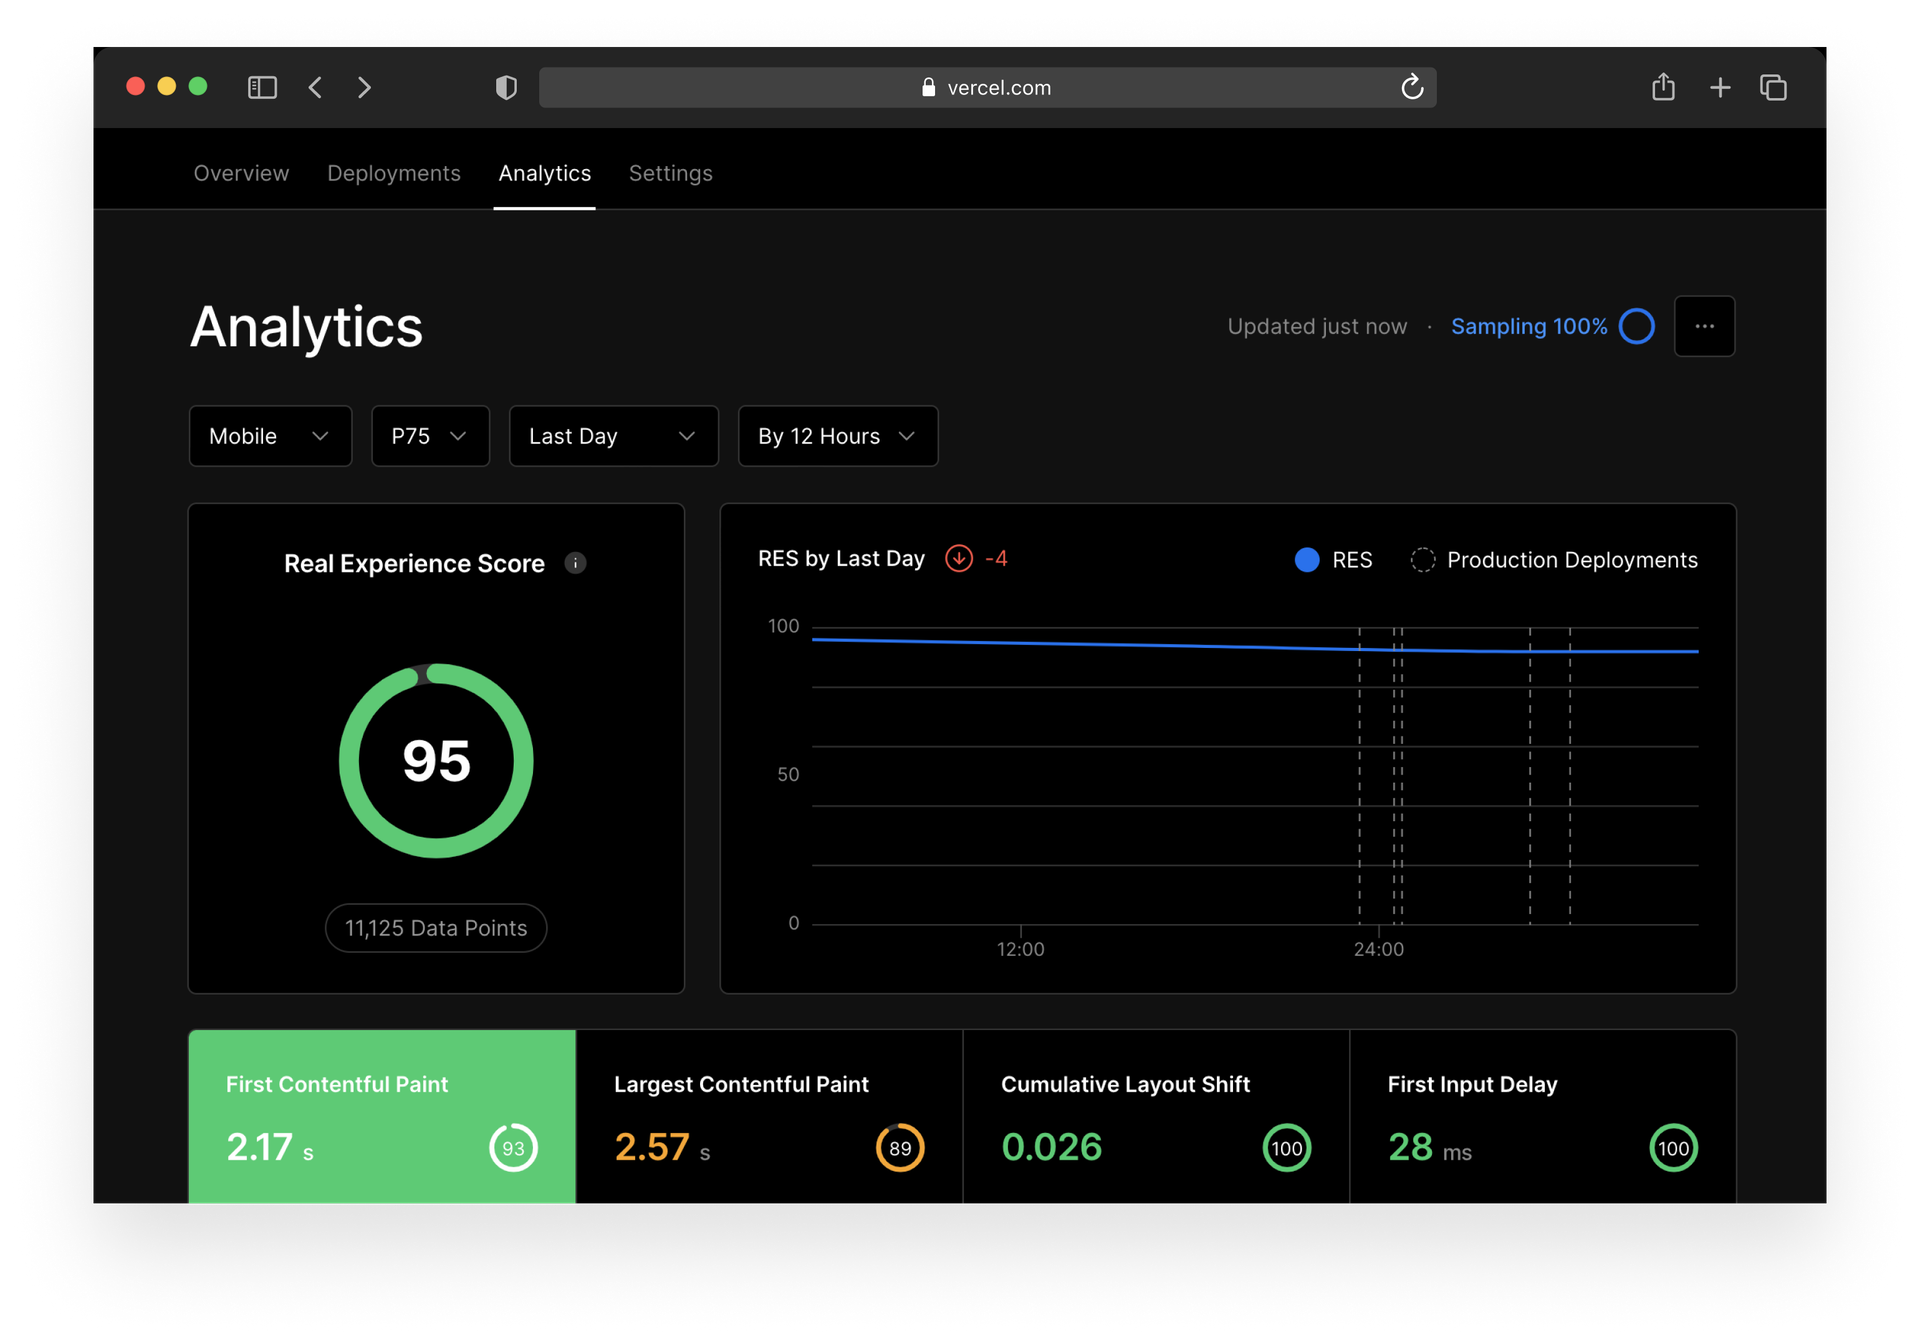 vercel.com
Overview Deployments Analytics Settings
Analytics
Updated just now · Sampling 100%
Mobile P75 Last Day By 12 Hours
Real Experience Score
95
11,125 Data Points
RES by Last Day -4 RES Production Deployments
100
50
0
12:00 24:00
First Contentful Paint
2.17 s 93
Largest Contentful Paint
2.57 s 89
Cumulative Layout Shift
0.026 100
First Input Delay
28 ms 100